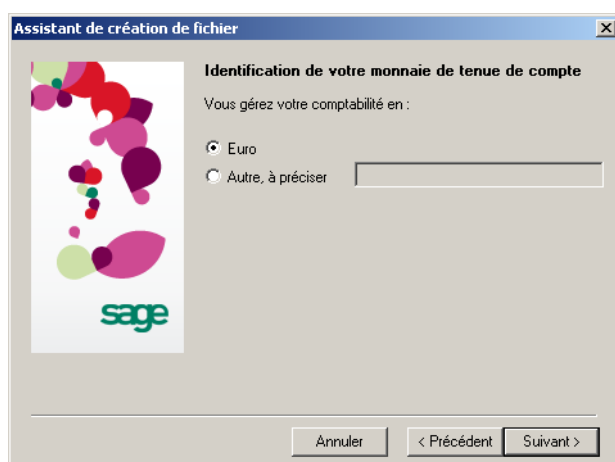 Assistant de création de fichier
Identification de votre monnaie de tenue de compte
Vous gérez votre comptabilité en :
Euro
Autre, à préciser
sage
Annuler
< Précédent
Suivant >